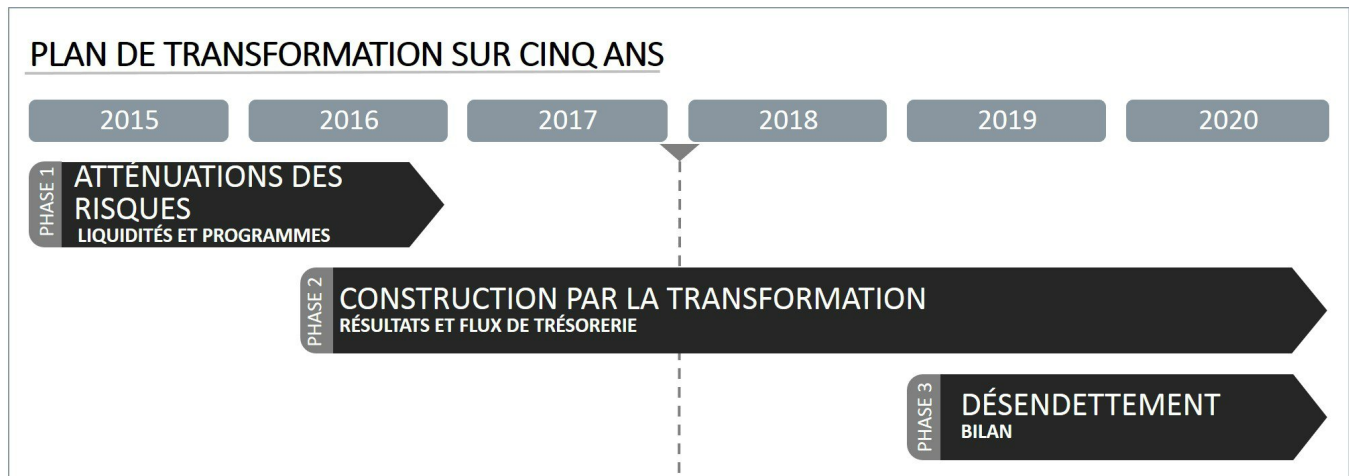 PLAN DE TRANSFORMATION SUR CINQ ANS
2015
2016
2017
2018
2019
2020
PHASE 1
ATTÉNUATIONS DES
RISQUES
LIQUIDITÉS ET PROGRAMMES
PHASE 2
CONSTRUCTION PAR LA TRANSFORMATION
RÉSULTATS ET FLUX DE TRÉSORERIE
PHASE 3
DÉSENDETTEMENT
BILAN